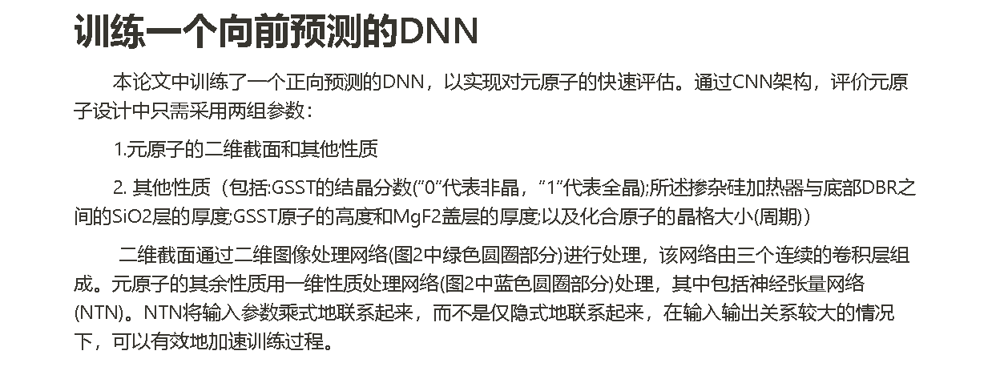 训练一个向前预测的DNN
本论文中训练了一个正向预测的DNN，以实现对元原子的快速评估。通过CNN架构，评价元原
子设计中只需采用两组参数：
1.元原子的二维截面和其他性质
2. 其他性质（包括:GSST的结晶分数("0"代表非晶，"1"代表全晶);所述掺杂硅加热器与底部DBR之
间的SiO2层的厚度;GSST原子的高度和MgF2盖层的厚度;以及化合原子的晶格大小(周期)）
二维截面通过二维图像处理网络(图2中绿色圆圈部分)进行处理，该网络由三个连续的卷积层组
成。元原子的其余性质用一维性质处理网络(图2中蓝色圆圈部分)处理，其中包括神经张量网络
(NTN)。NTN将输入参数乘式地联系起来，而不是仅隐式地联系起来，在输入输出关系较大的情况
下，可以有效地加速训练过程。